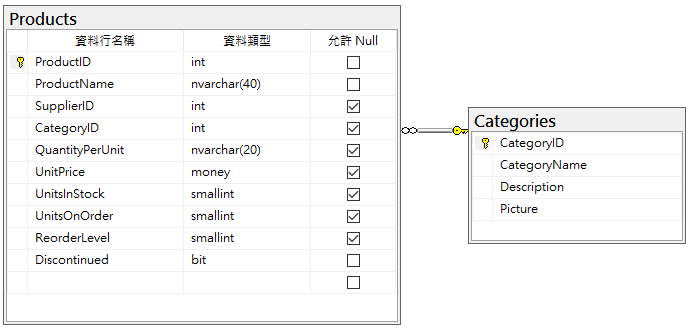 Products
資料行名稱 資料類型 允許 Null
ProductID int
ProductName nvarchar(40)
SupplierID int
CategoryID int
QuantityPerUnit nvarchar(20)
UnitPrice money
UnitsInStock smallint
UnitsOnOrder smallint
ReorderLevel smallint
Discontinued bit
Categories
CategoryID
CategoryName
Description
Picture